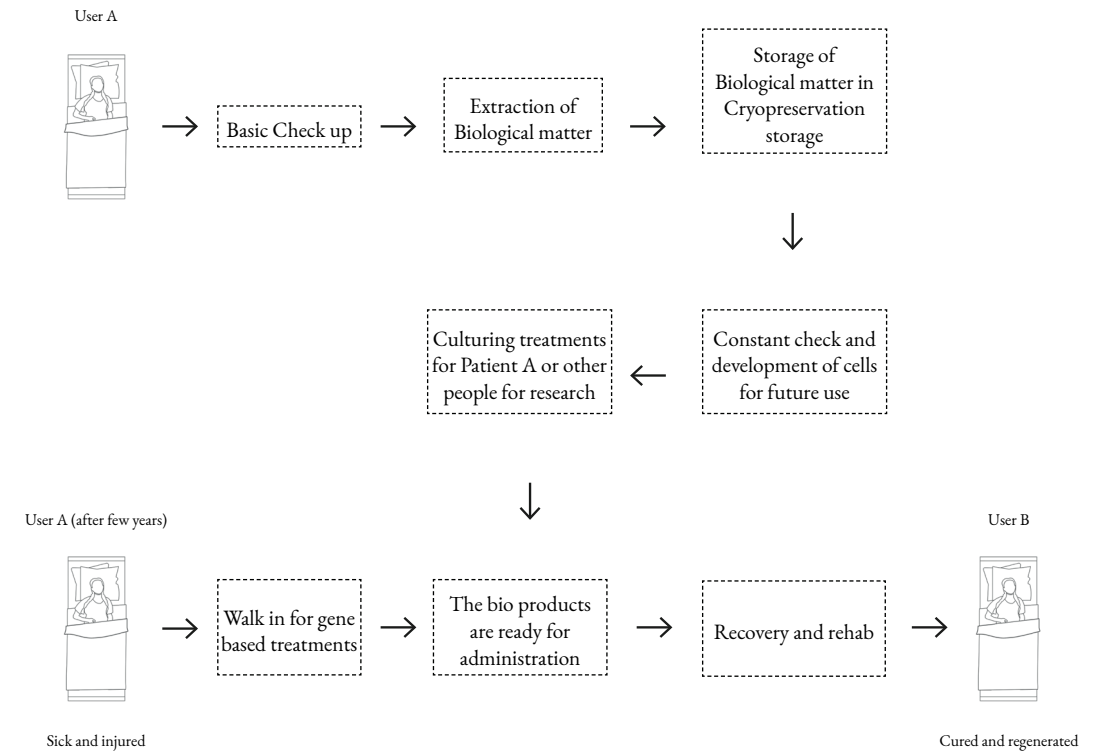 User A
Basic Check up
Extraction of
Biological matter
Storage of
Biological matter in
Cryopreservation
storage
Constant check and
development of cells
for future use
Culturing treatments
for Patient A or other
people for research
User A (after few years)
Sick and injured
Walk in for gene
based treatments
The bio products
are ready for
administration
Recovery and rehab
User B
Cured and regenerated